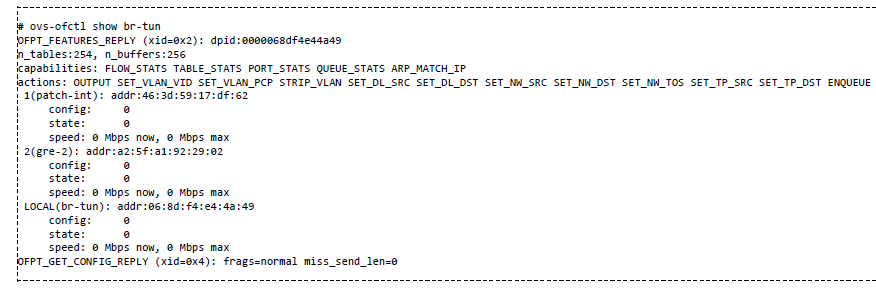 # ovs-ofctl show br-tun
OFPT_FEATURES_REPLY (xid=0x2): dpid:0000068df4e44a49
n_tables:254, n_buffers:256
capabilities: FLOW_STATS TABLE_STATS PORT_STATS QUEUE_STATS ARP_MATCH_IP
actions: OUTPUT SET_VLAN_VID SET_VLAN_PCP STRIP_VLAN SET_DL_SRC SET_DL_DST SET_NW_SRC SET_NW_DST SET_NW_TOS SET_TP_SRC SET_TP_DST ENQUEUE
1(patch-int): addr:46:3d:59:17:df:62
config: 0
state: 0
speed: 0 Mbps now, 0 Mbps max
2(gre-2): addr:a2:5f:a1:92:29:02
config: 0
state: 0
speed: 0 Mbps now, 0 Mbps max
LOCAL(br-tun): addr:06:8d:f4:e4:4a:49
config: 0
state: 0
speed: 0 Mbps now, 0 Mbps max
OFPT_GET_CONFIG_REPLY (xid=0x4): frags=normal miss_send_len=0